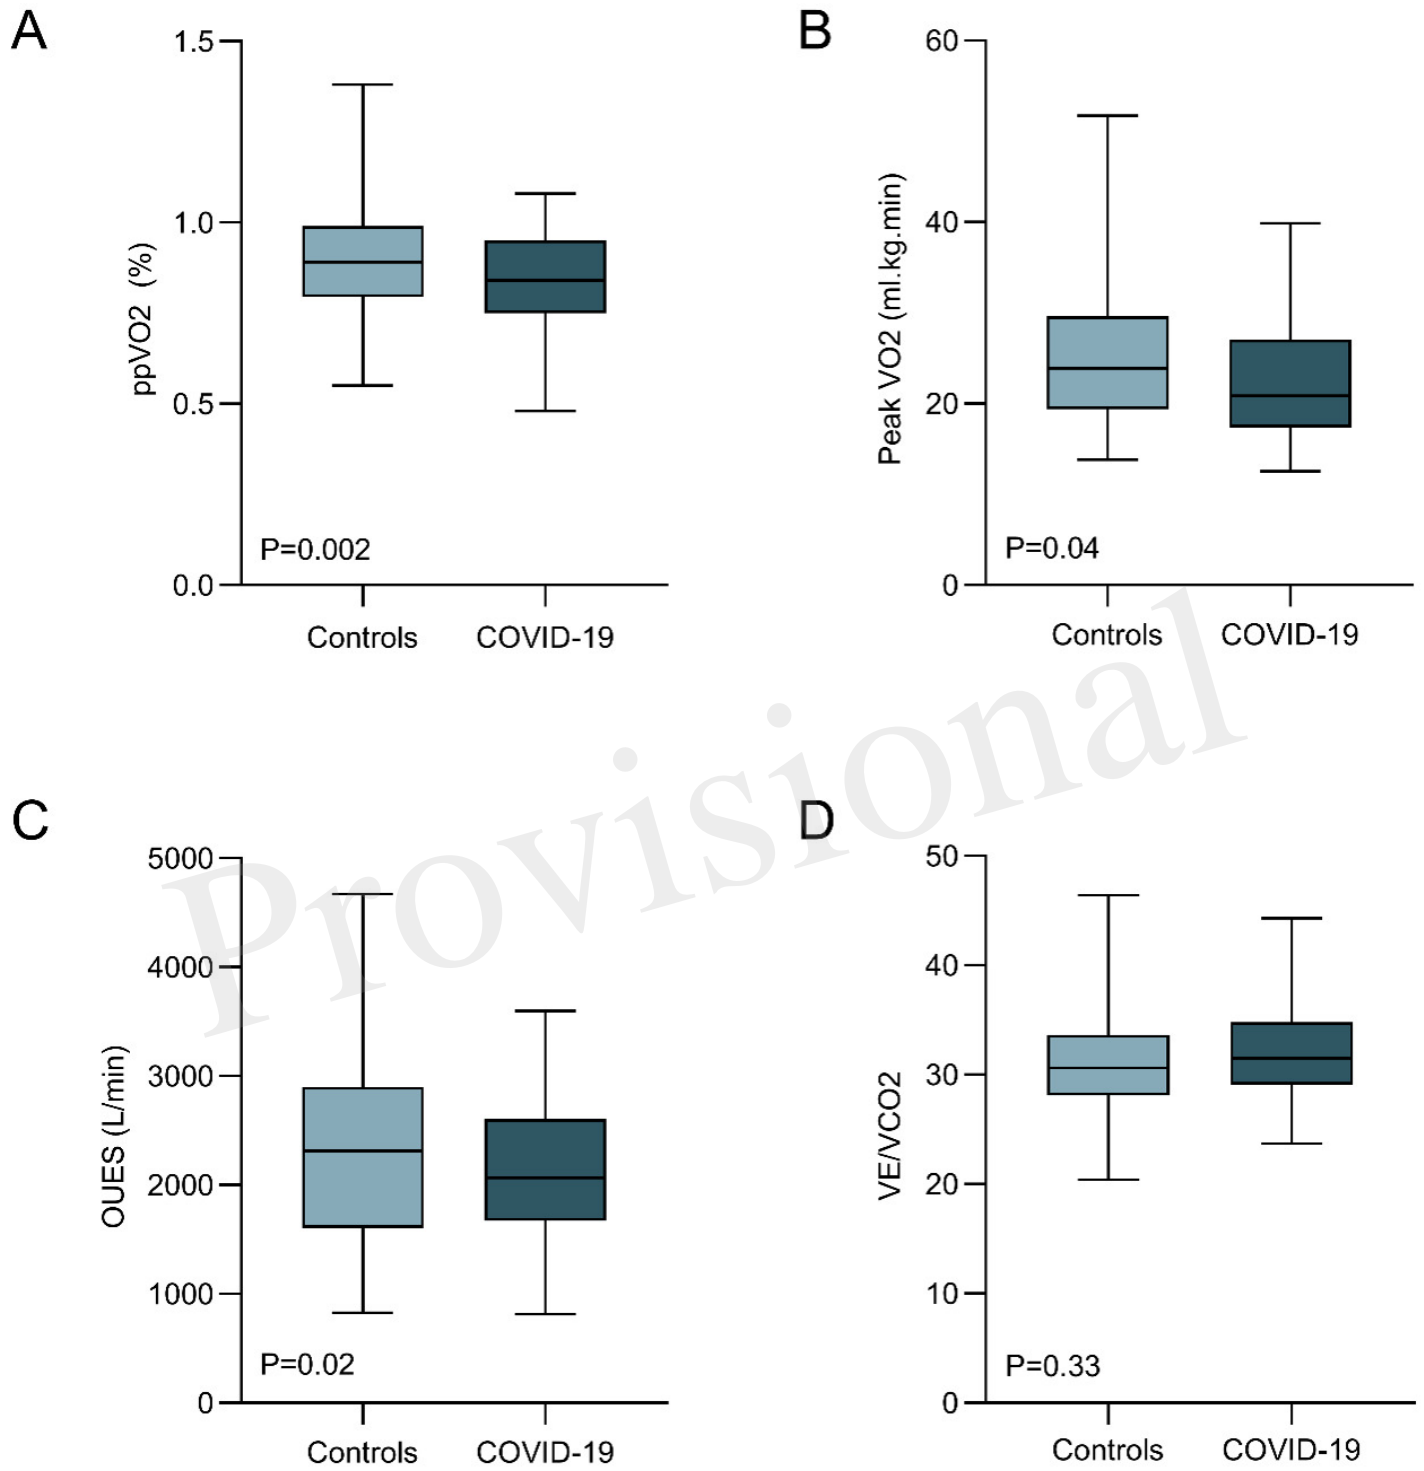 A
1.5
1.0
0.5
0.0
ppVO2 (%)
P=0.002
Controls COVID-19
B
60
40
20
0
Peak VO2 (ml.kg.min)
P=0.04
Controls COVID-19
Provisional
C
5000
4000
3000
2000
1000
0
OUES (L/min)
P=0.02
Controls COVID-19
D
50
40
30
20
10
0
VE/VCO2
P=0.33
Controls COVID-19